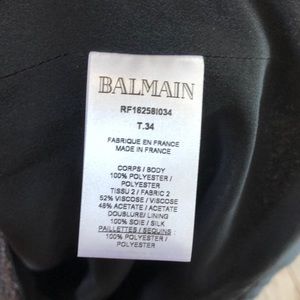 BALMAIN
RF16258I034
T.34
FABRIQUE EN FRANCE
MADE IN FRANCE
CORPS / BODY
100% POLYESTER /
POLYESTER
TISSU 2 / FABRIC 2
52% VISCOSE / VISCOSE
48% ACETATE / ACETATE
DOUBLURE/ LINING
100% SOIE / SILK
PAILLETTES / SEQUINS
100% POLYESTER /
POLYESTER